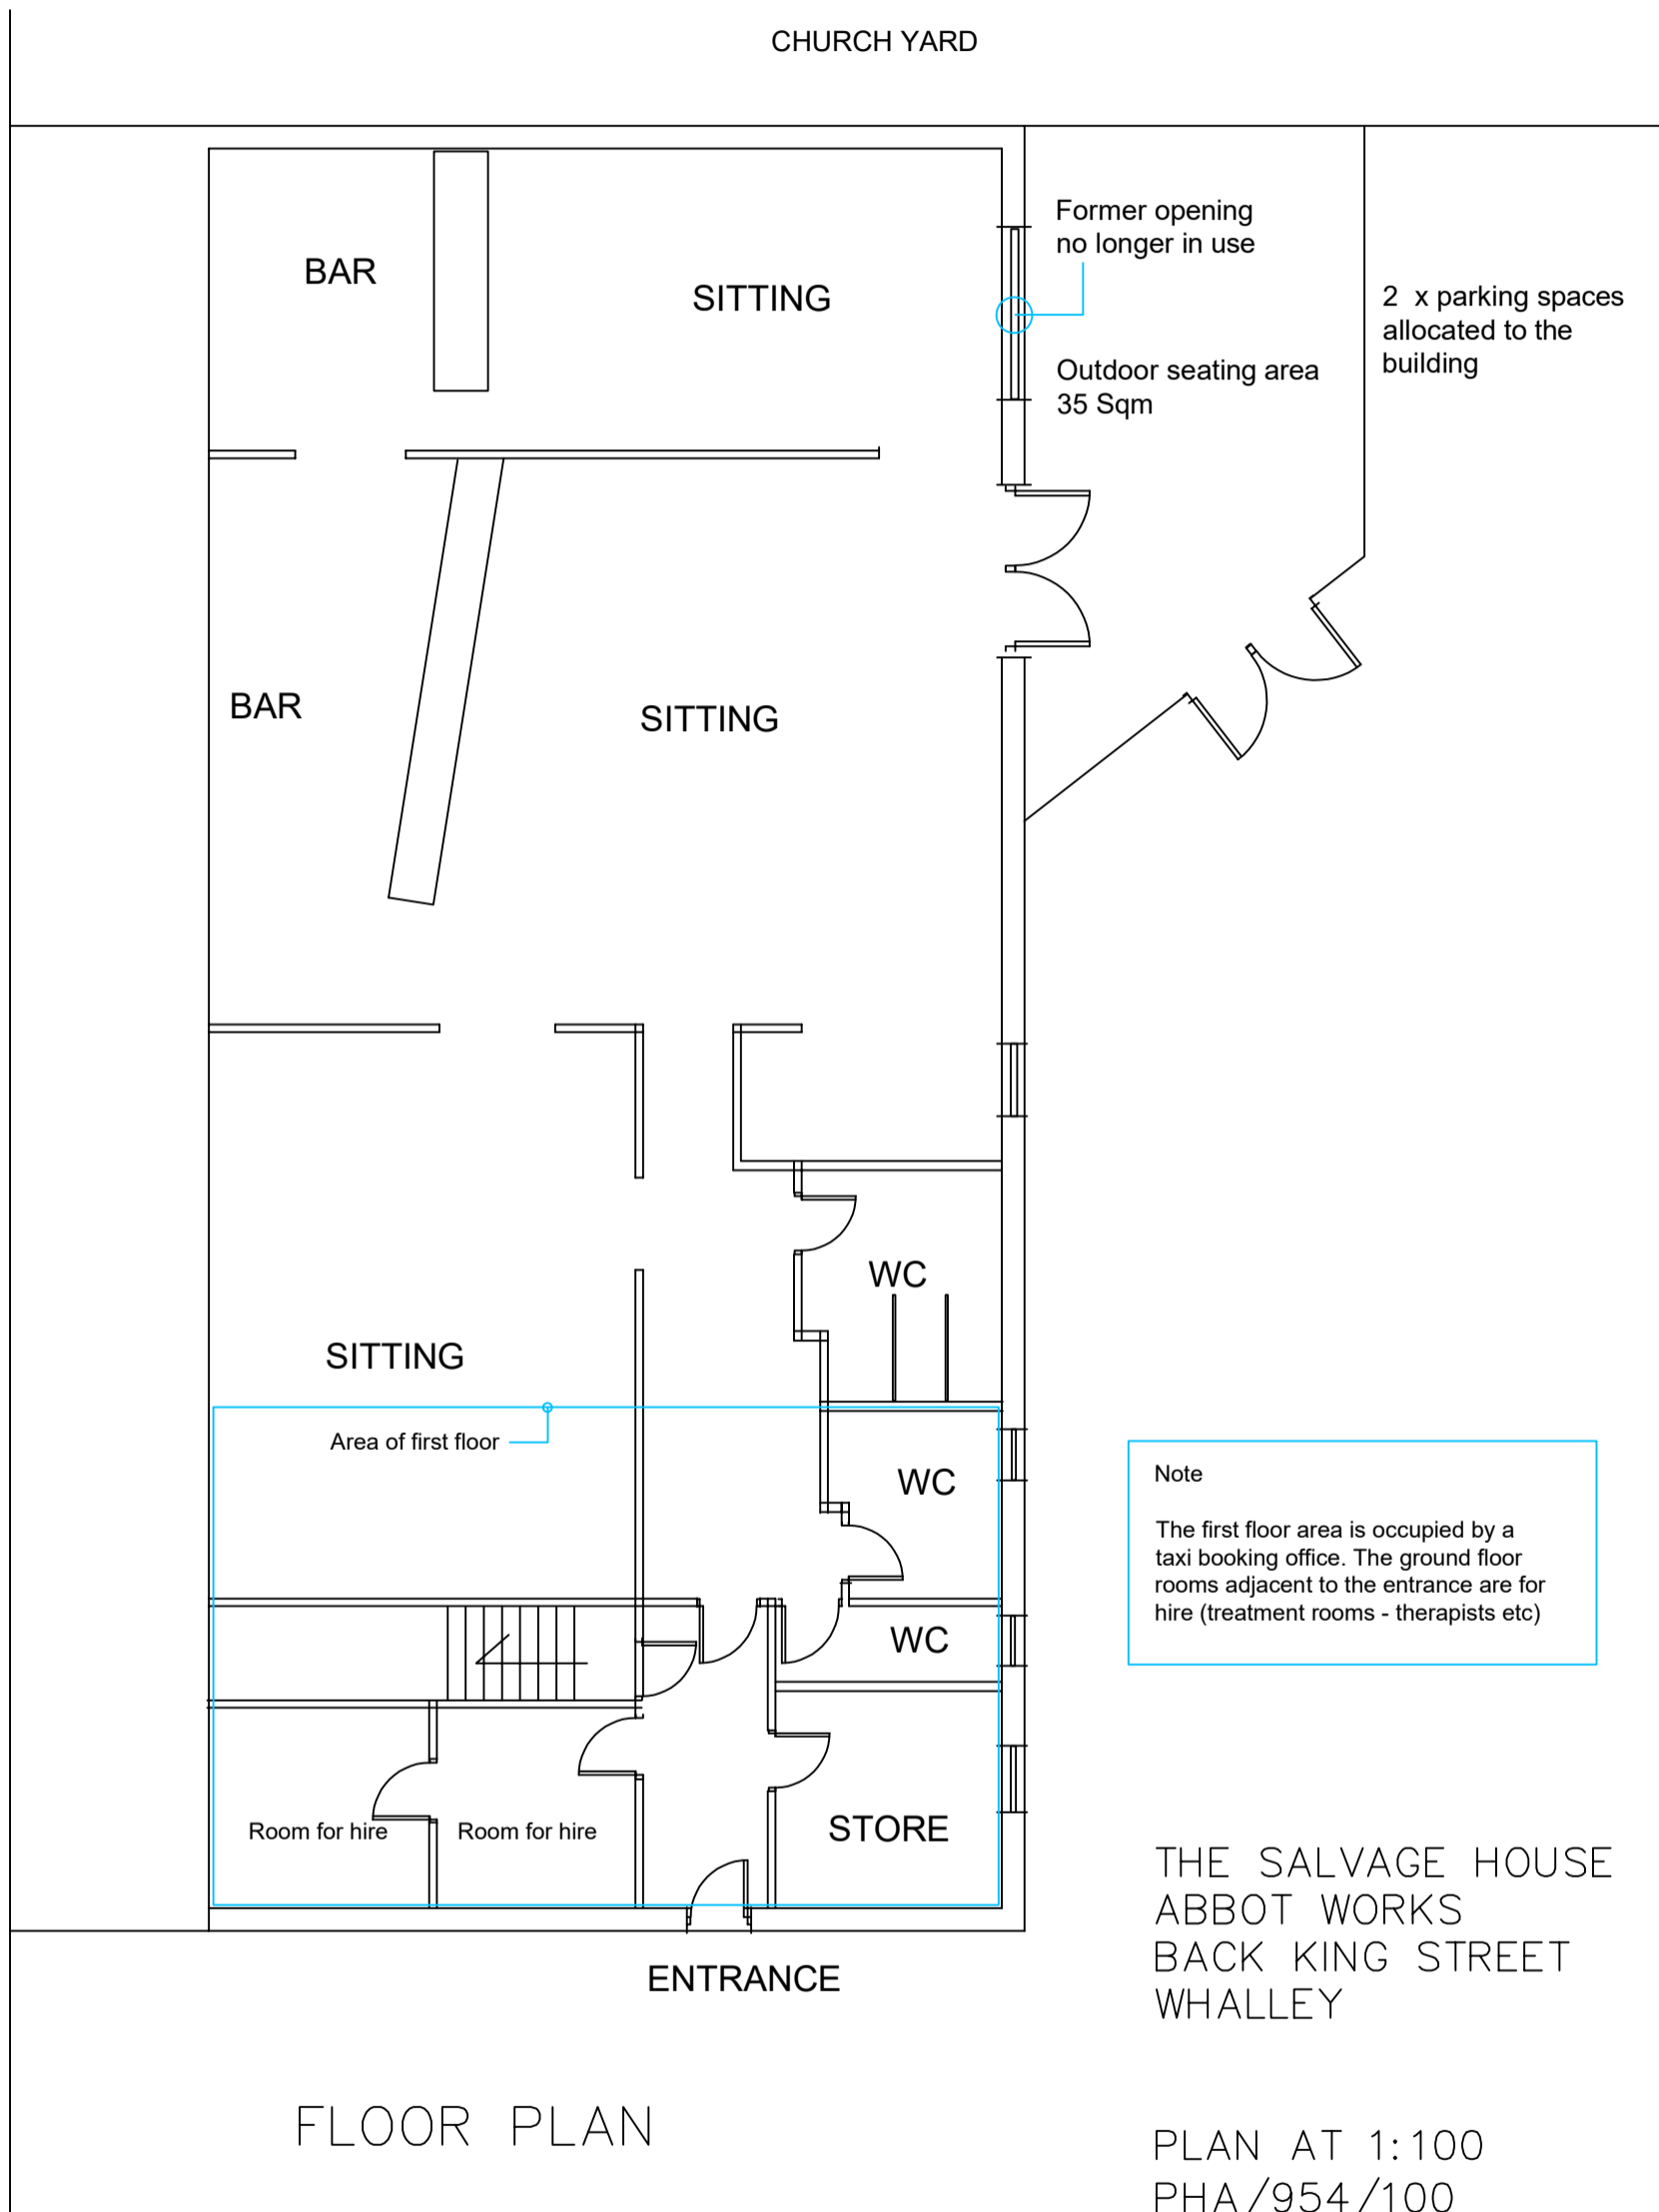 CHURCH YARD
Former opening
no longer in use
BAR
SITTING
2  x parking spaces
allocated to the
building
Outdoor seating area
35 Sqm
BAR
SITTING
WC
SITTING
Area of first floor
WC
Note
The first floor area is occupied by a
taxi booking office. The ground floor
rooms adjacent to the entrance are for
hire (treatment rooms - therapists etc)
WC
Room for hire
Room for hire
STORE
THE SALVAGE HOUSE
ABBOT WORKS
BACK KING STREET
WHALLEY
ENTRANCE
FLOOR PLAN
PLAN AT 1:100
PHA/954/100